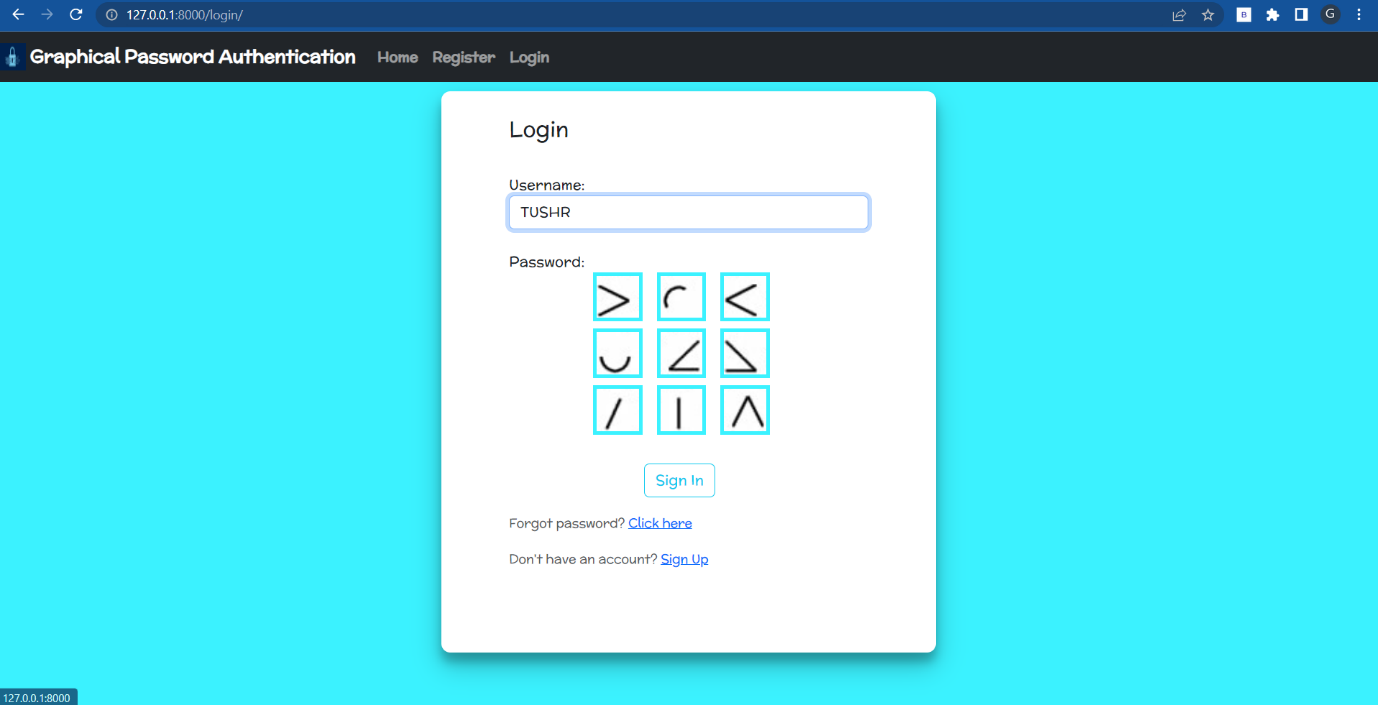 127.0.0.1:8000/login/
B
G
Graphical Password Authentication Home Register Login
Login
Username:
TUSHR
Password:
Sign In
Forgot password? Click here
Don't have an account? Sign Up
127.0.0.1:8000